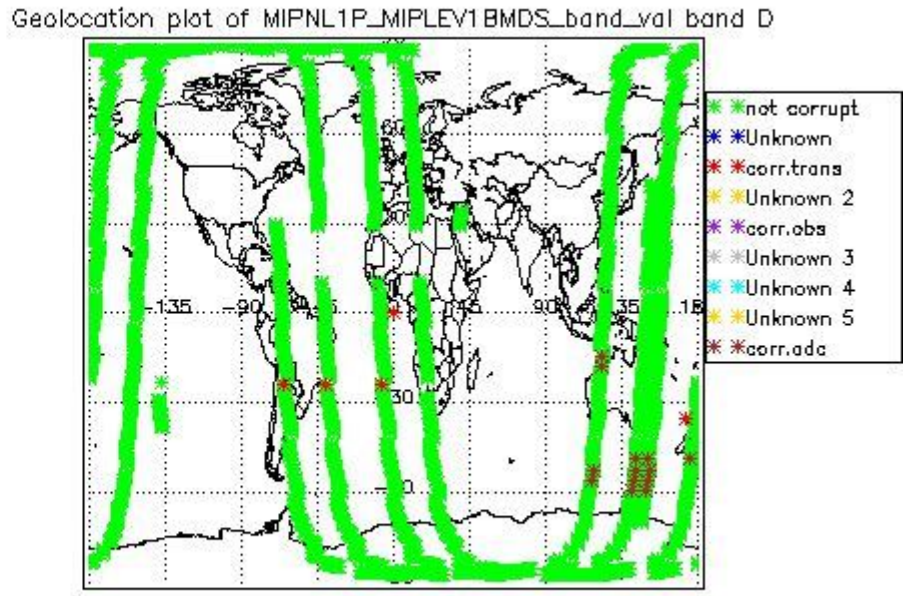 Geolocation plot of MIPNL1P_MIPLEV1BMDS_band_val band D
not corrupt
Unknown
corr.trans
Unknown 2
corr.obs
Unknown 3
Unknown 4
Unknown 5
corr.adc
60
-135 -90 45 90 135 18
30